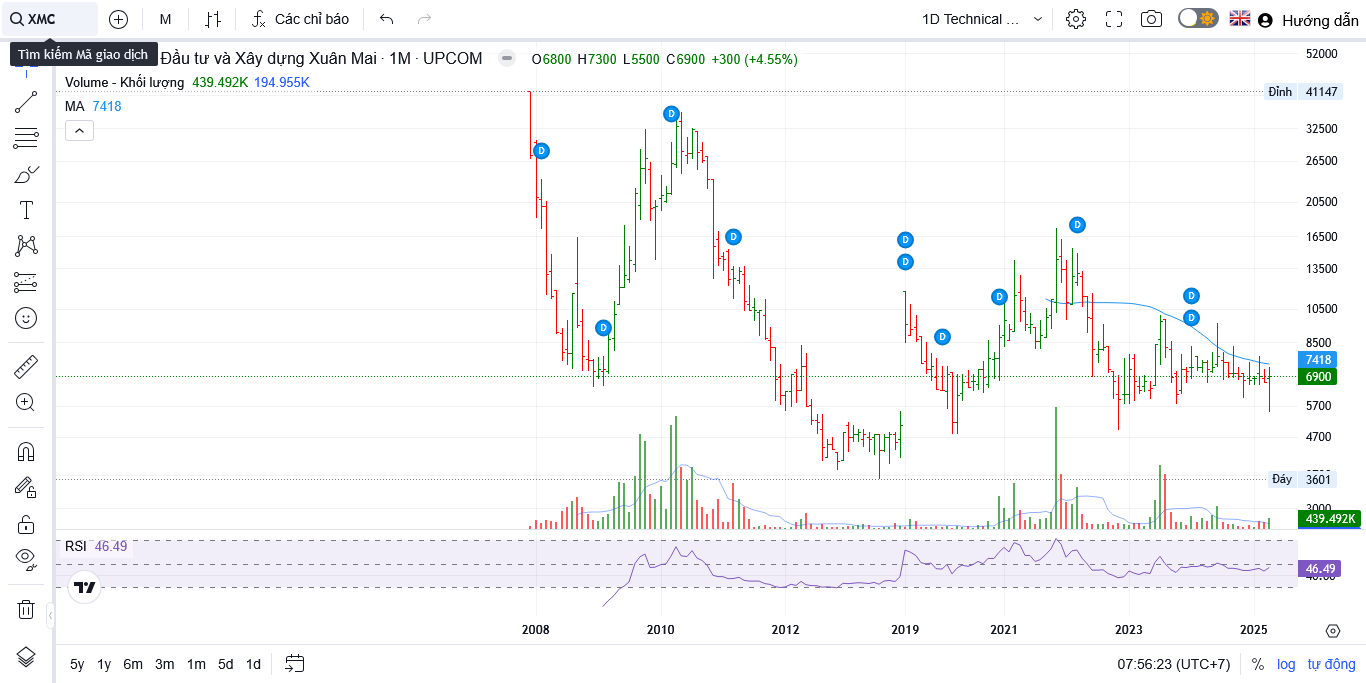 XMC M Các chỉ báo 1D Technical ... Hướng dẫn
Tìm kiếm Mã giao dịch
Đầu tư và Xây dựng Xuân Mai · 1M · UPCOM O6800 H7300 L5500 C6900 +300 (+4.55%)
Volume - Khối lượng 439.492K 194.955K
MA 7418
52000
Đỉnh 41147
32500
26500
20500
16500
13500
10500
8500
7418
6900
5700
4700
Đáy 3601
3000
439.492K
D
D
D
D
D
D
D
D
D
D
D
RSI 46.49
46.49
2008 2010 2012 2019 2021 2023 2025
5y 1y 6m 3m 1m 5d 1d 07:56:23 (UTC+7) % log tự động